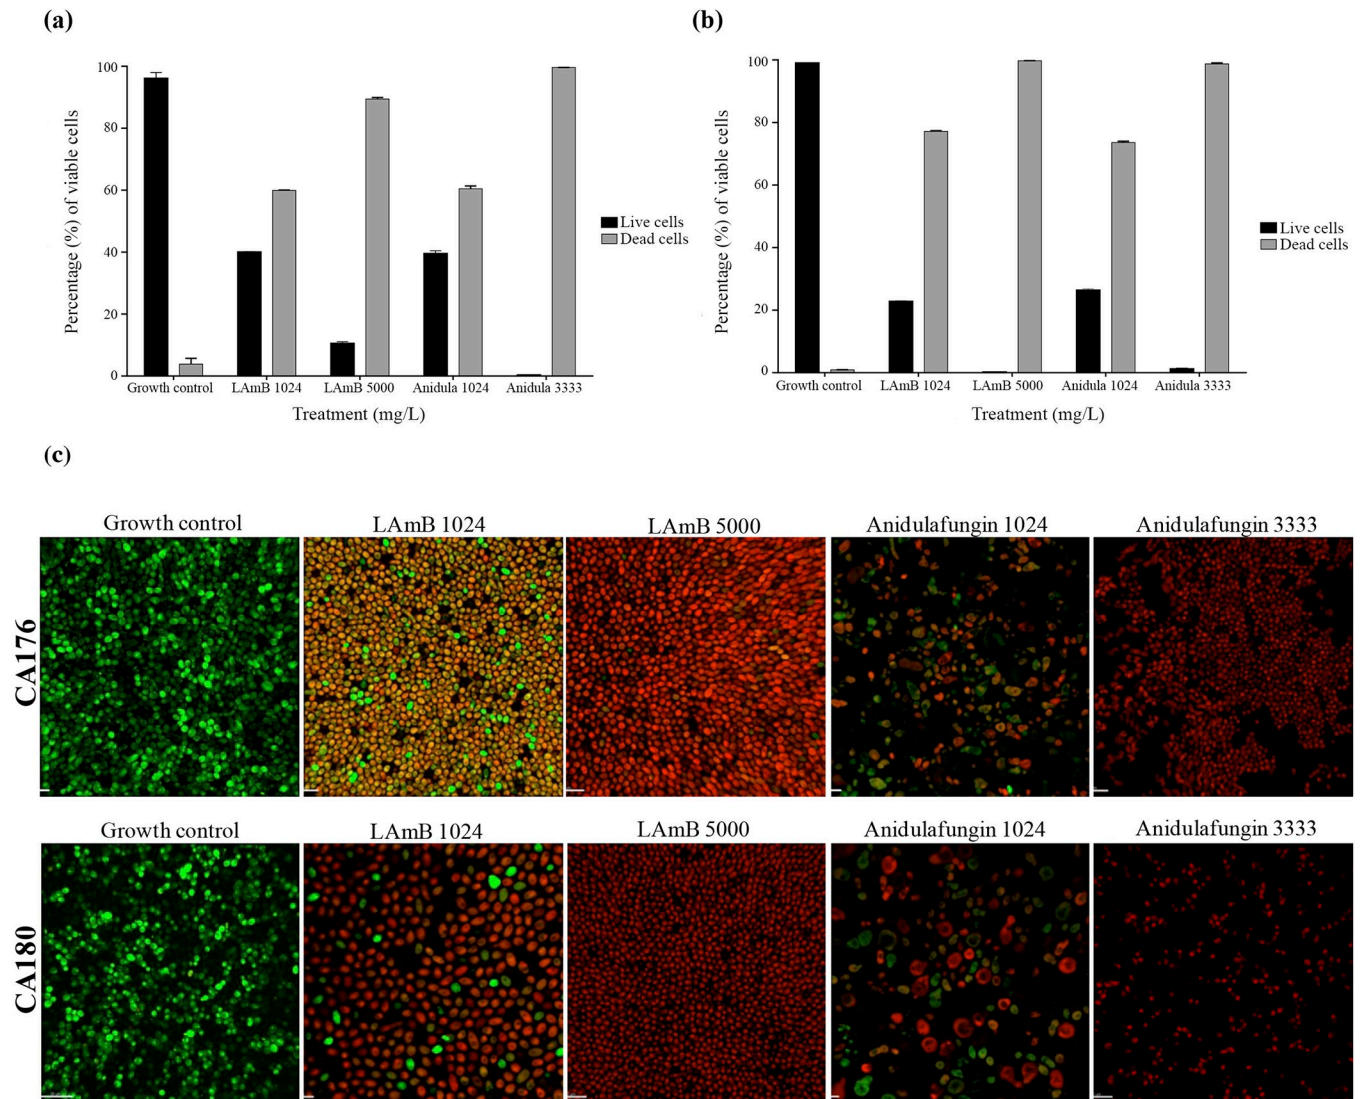 (a)
100
80
60
40
20
0
Percentage (%) of viable cells
Growth control LAmB 1024 LAmB 5000 Anidula 1024 Anidula 3333
Treatment (mg/L)
Live cells
Dead cells
(b)
100
80
60
40
20
0
Percentage (%) of viable cells
Growth control LAmB 1024 LAmB 5000 Anidula 1024 Anidula 3333
Treatment (mg/L)
Live cells
Dead cells
(c)
Growth control LAmB 1024 LAmB 5000 Anidulafungin 1024 Anidulafungin 3333
CA176
Growth control LAmB 1024 LAmB 5000 Anidulafungin 1024 Anidulafungin 3333
CA180